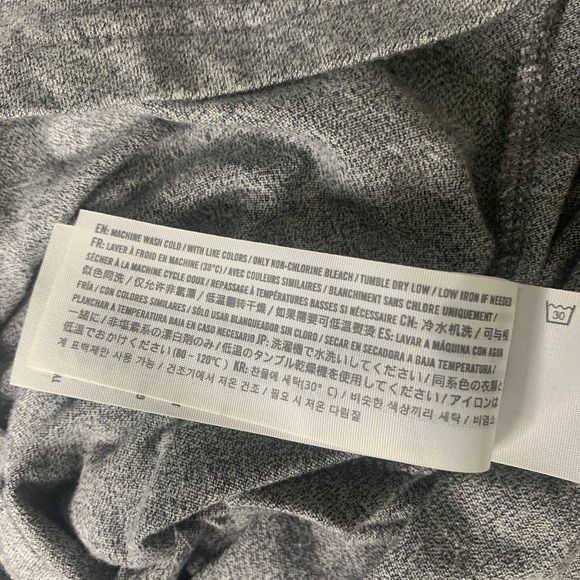 EN: MACHINE WASH COLD / WITH LIKE COLORS / ONLY NON-CHLORINE BLEACH / TUMBLE DRY LOW / LOW IRON IF NEEDED
FR: LAVER À FROID EN MACHINE (30°C) / AVEC COULEURS SIMILAIRES / BLANCHIMENT SANS CHLORE UNIQUEMENT /
SÉCHER À LA MACHINE CYCLE DOUX / REPASSAGE À TEMPÉRATURES BASSES SI NÉCESSAIRE CN: 冷水机洗 / 可与相
似色同洗 / 仅允许非氯漂 / 低温翻转干燥 / 如果需要可低温熨烫 ES: LAVAR A MÁQUINA CON AGUA
FRÍA / CON COLORES SIMILARES / SÓLO USAR BLANQUEADOR SIN CLORO / SECAR EN SECADORA A BAJA TEMPERATURA /
PLANCHAR A TEMPERATURA BAJA EN CASO NECESARIO JP: 洗濯機で水洗いしてください / 同系色の衣類と
一緒に / 非塩素系の漂白剤のみ / 低温のタンブル乾燥機を使用してください / アイロンは
低温でおかけください (80 – 120°C) KR: 찬물에 세탁(30° C) / 비슷한 색상끼리 세탁 / 비염소
계 표백제만 사용 가능 / 건조기에서 저온 건조 / 필요 시 저온 다림질
30